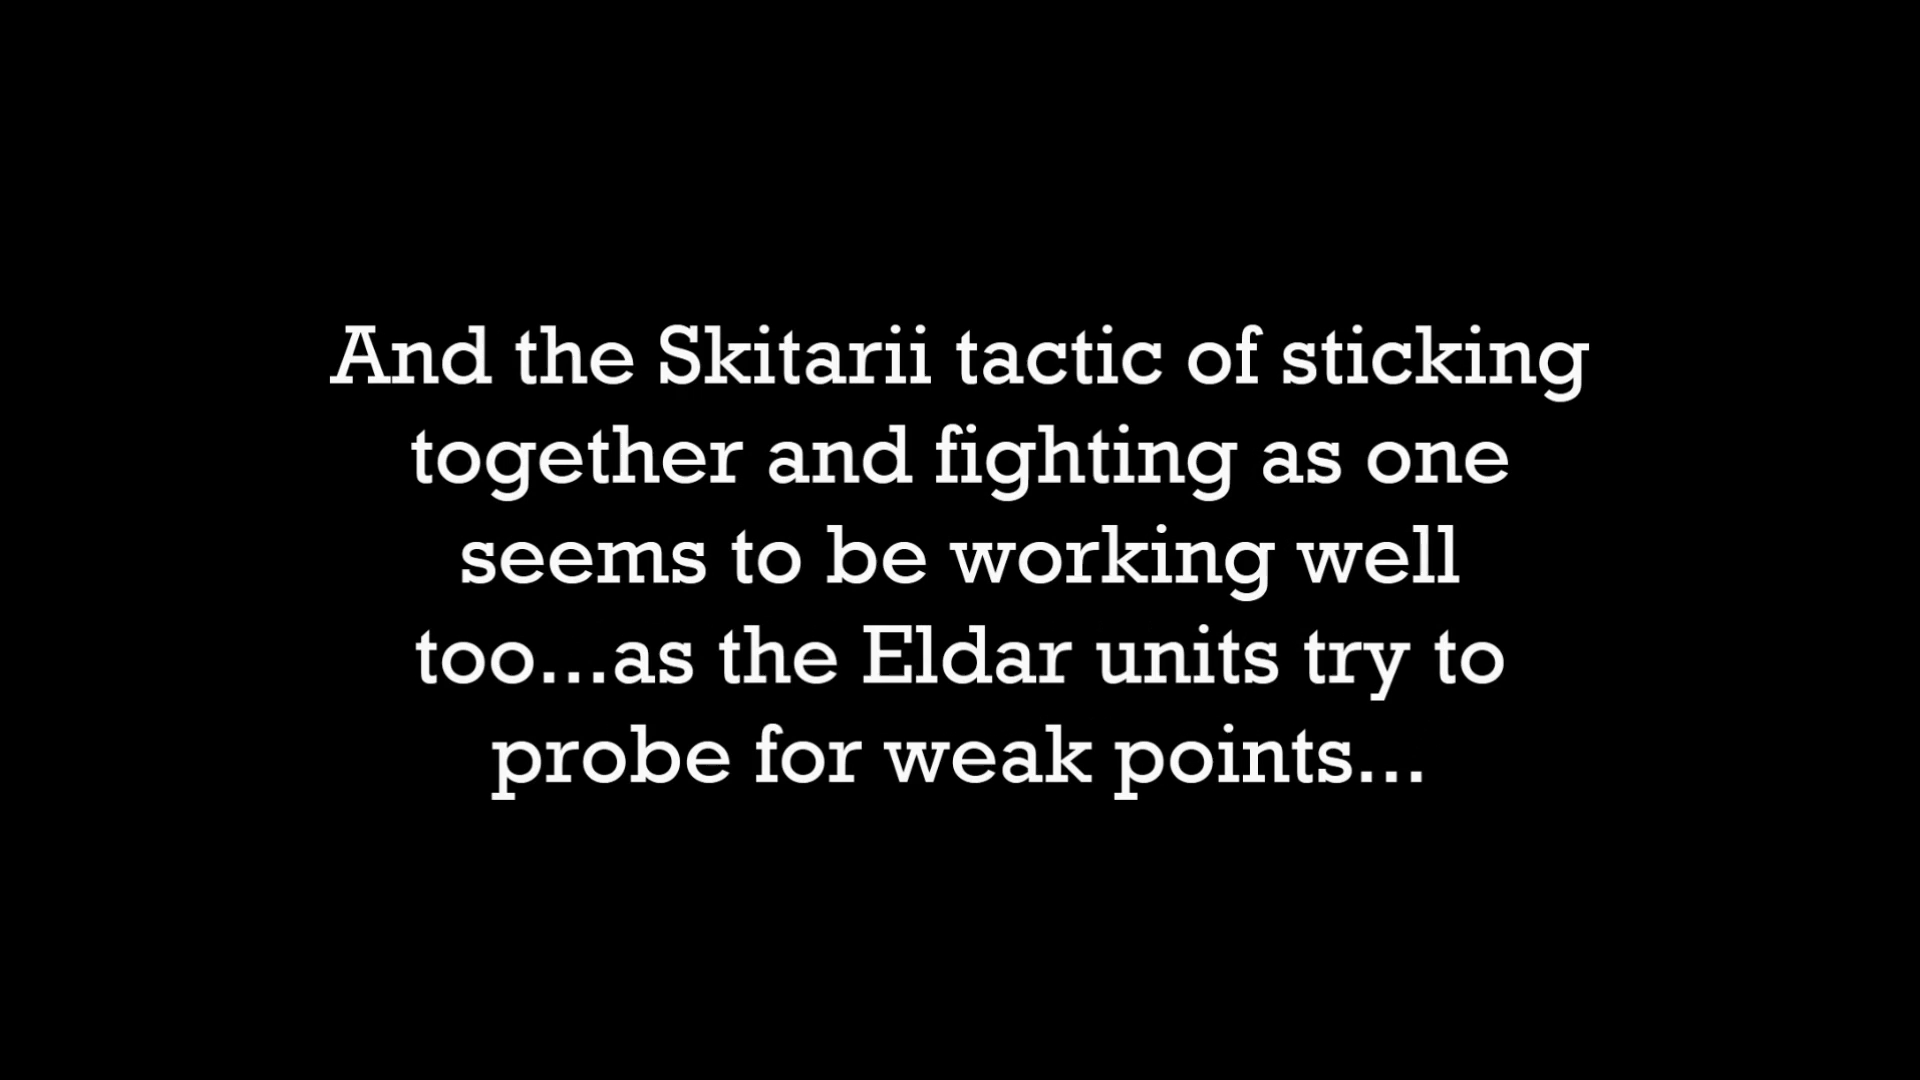 And the Skitarii tactic of sticking
together and fighting as one
seems to be working well
too...as the Eldar units try to
probe for weak points...